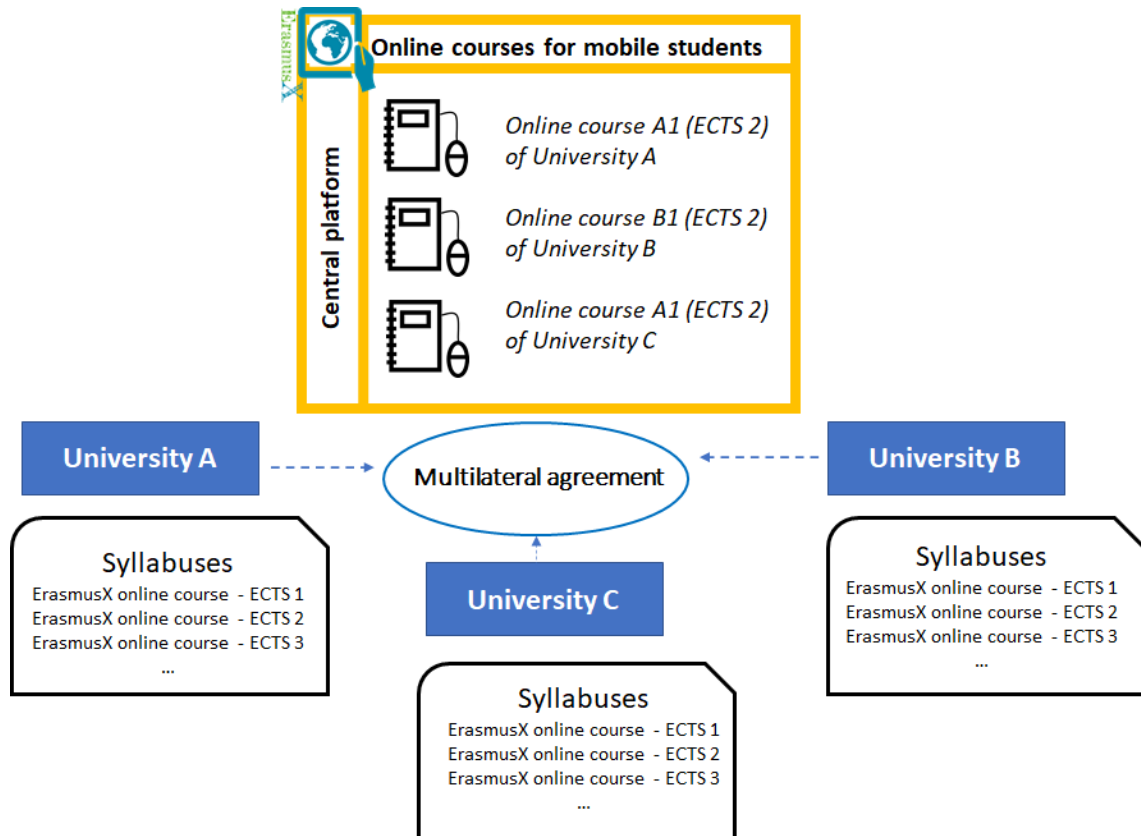 ErasmusX
Online courses for mobile students
Central platform
Online course A1 (ECTS 2)
of University A
Online course B1 (ECTS 2)
of University B
Online course A1 (ECTS 2)
of University C
University A
Multilateral agreement
University B
University C
Syllabuses
ErasmusX online course - ECTS 1
ErasmusX online course - ECTS 2
ErasmusX online course - ECTS 3
...
Syllabuses
ErasmusX online course - ECTS 1
ErasmusX online course - ECTS 2
ErasmusX online course - ECTS 3
...
Syllabuses
ErasmusX online course - ECTS 1
ErasmusX online course - ECTS 2
ErasmusX online course - ECTS 3
...